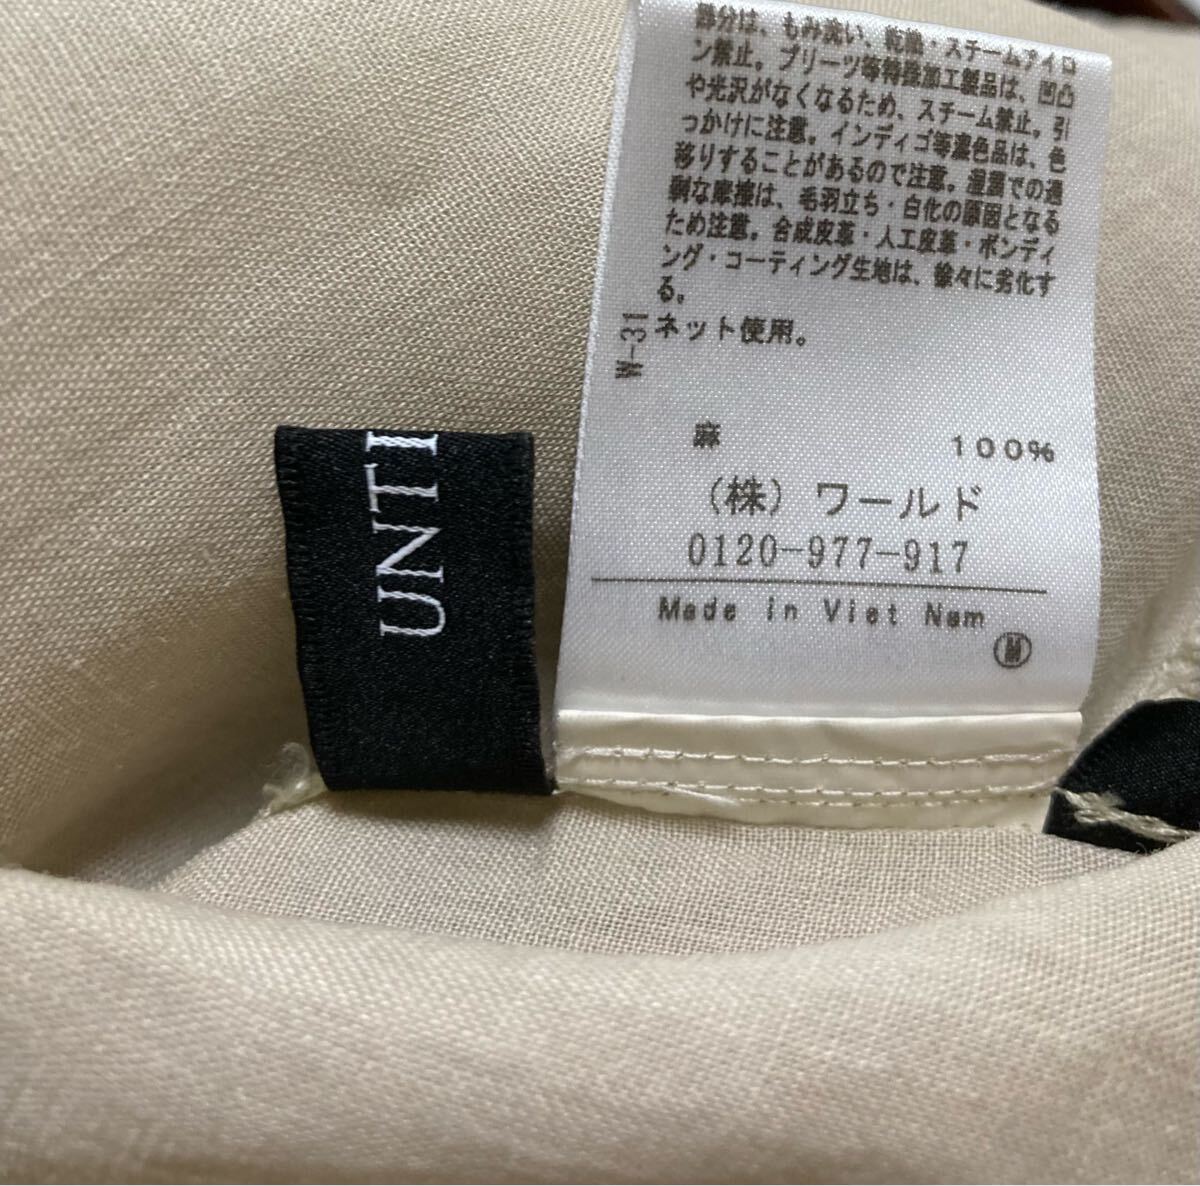 部分は、もみ洗い、乾燥・スチームアイロ
ン禁止。プリーツ等特殊加工製品は、凹凸
や光沢がなくなるため、スチーム禁止。引
っかけに注意。インディゴ等濃色品は、色
移りすることがあるので注意。湿潤での過
剰な摩擦は、毛羽立ち・白化の原因となる
ため注意。合成皮革・人工皮革・ボンディ
ング・コーティング生地は、徐々に劣化す
る。
ネット使用。
W-31
麻 100%
(株) ワールド
0120-977-917
Made in Viet Nam
M
UNTI